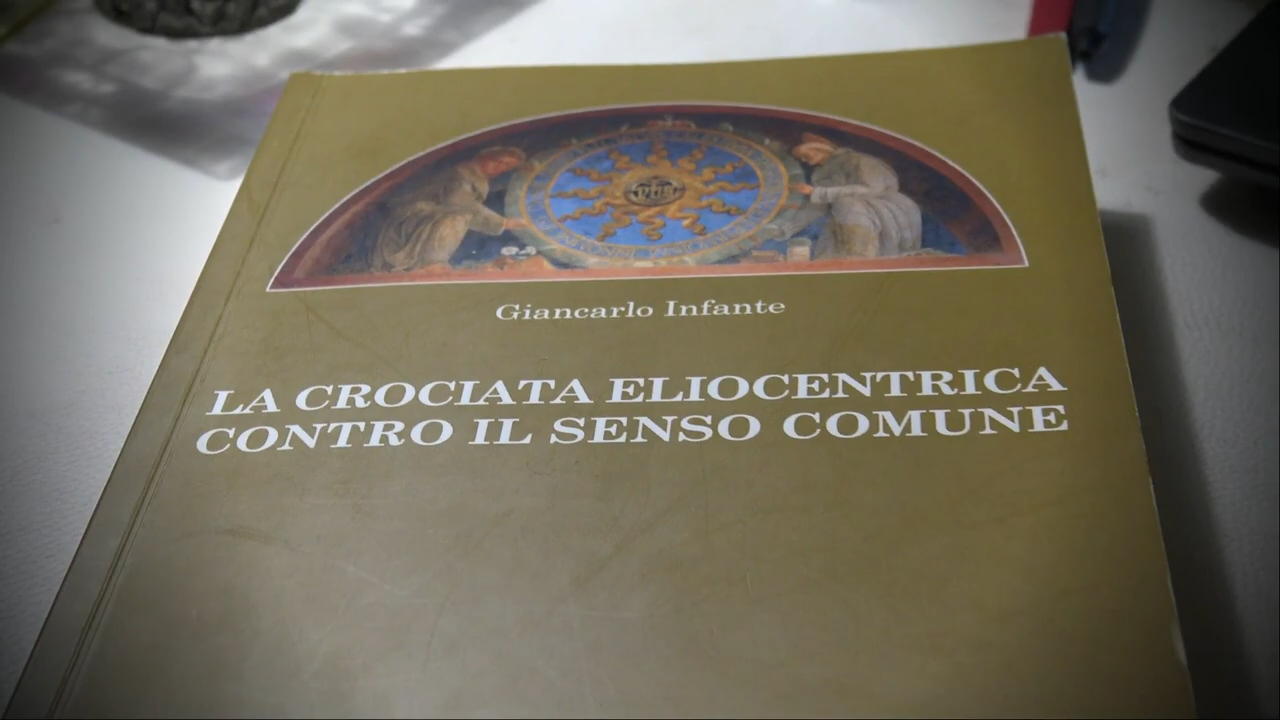 Giancarlo Infante
LA CROCIATA ELIOCENTRICA
CONTRO IL SENSO COMUNE